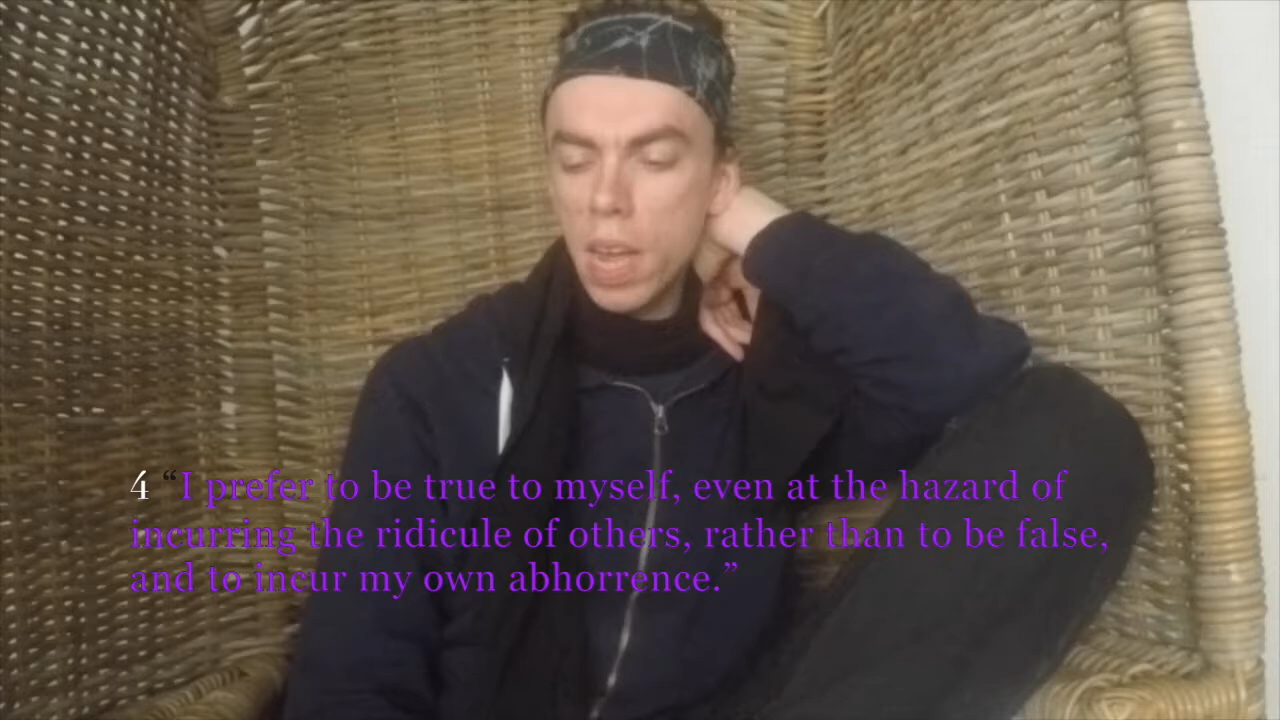 4 “I prefer to be true to myself, even at the hazard of
incurring the ridicule of others, rather than to be false,
and to incur my own abhorrence.”